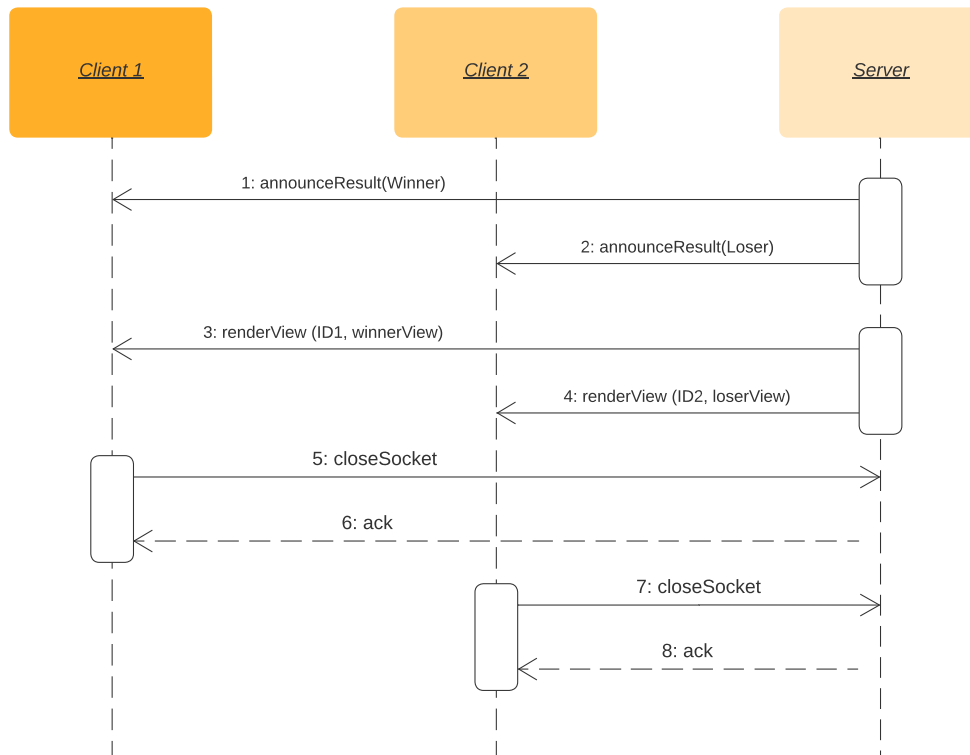 Client 1
Client 2
Server
1: announceResult(Winner)
2: announceResult(Loser)
3: renderView (ID1, winnerView)
4: renderView (ID2, loserView)
5: closeSocket
6: ack
7: closeSocket
8: ack